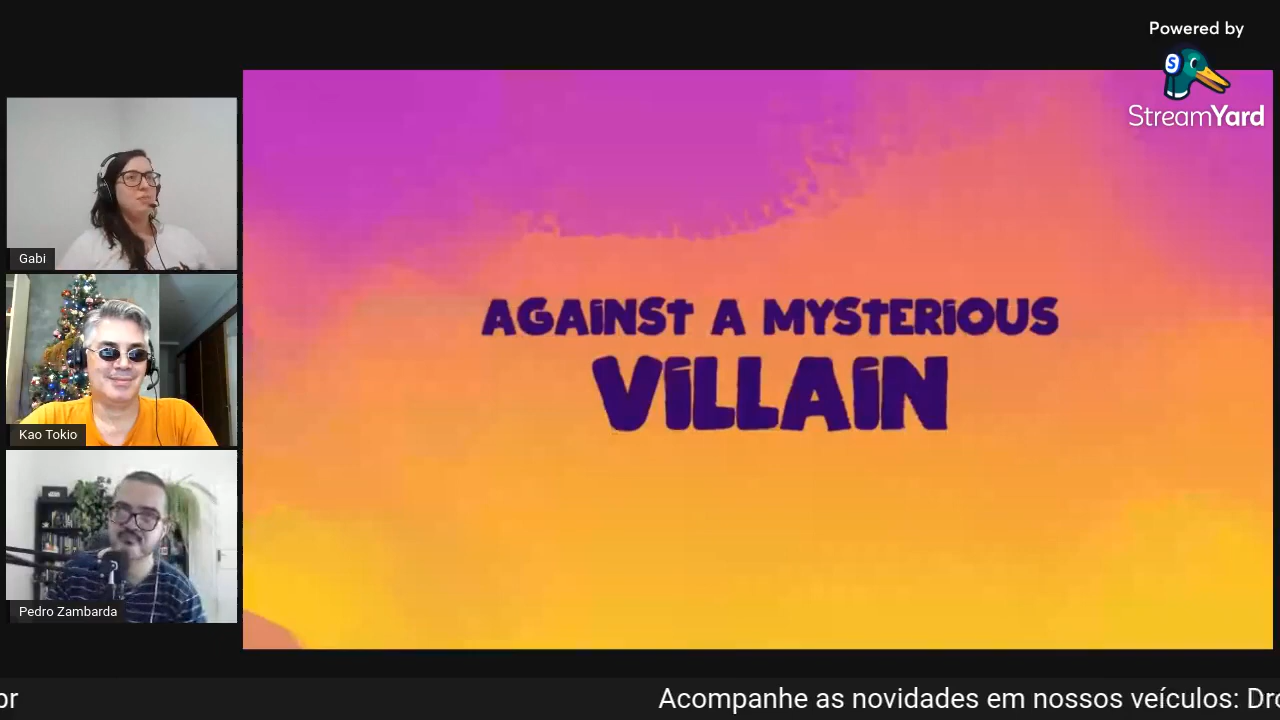 Powered by
StreamYard
Gabi
AGAINST A MYSTERIOUS
VILLAIN
Kao Tokio
Pedro Zambarda
Acompanhe as novidades em nossos veículos: